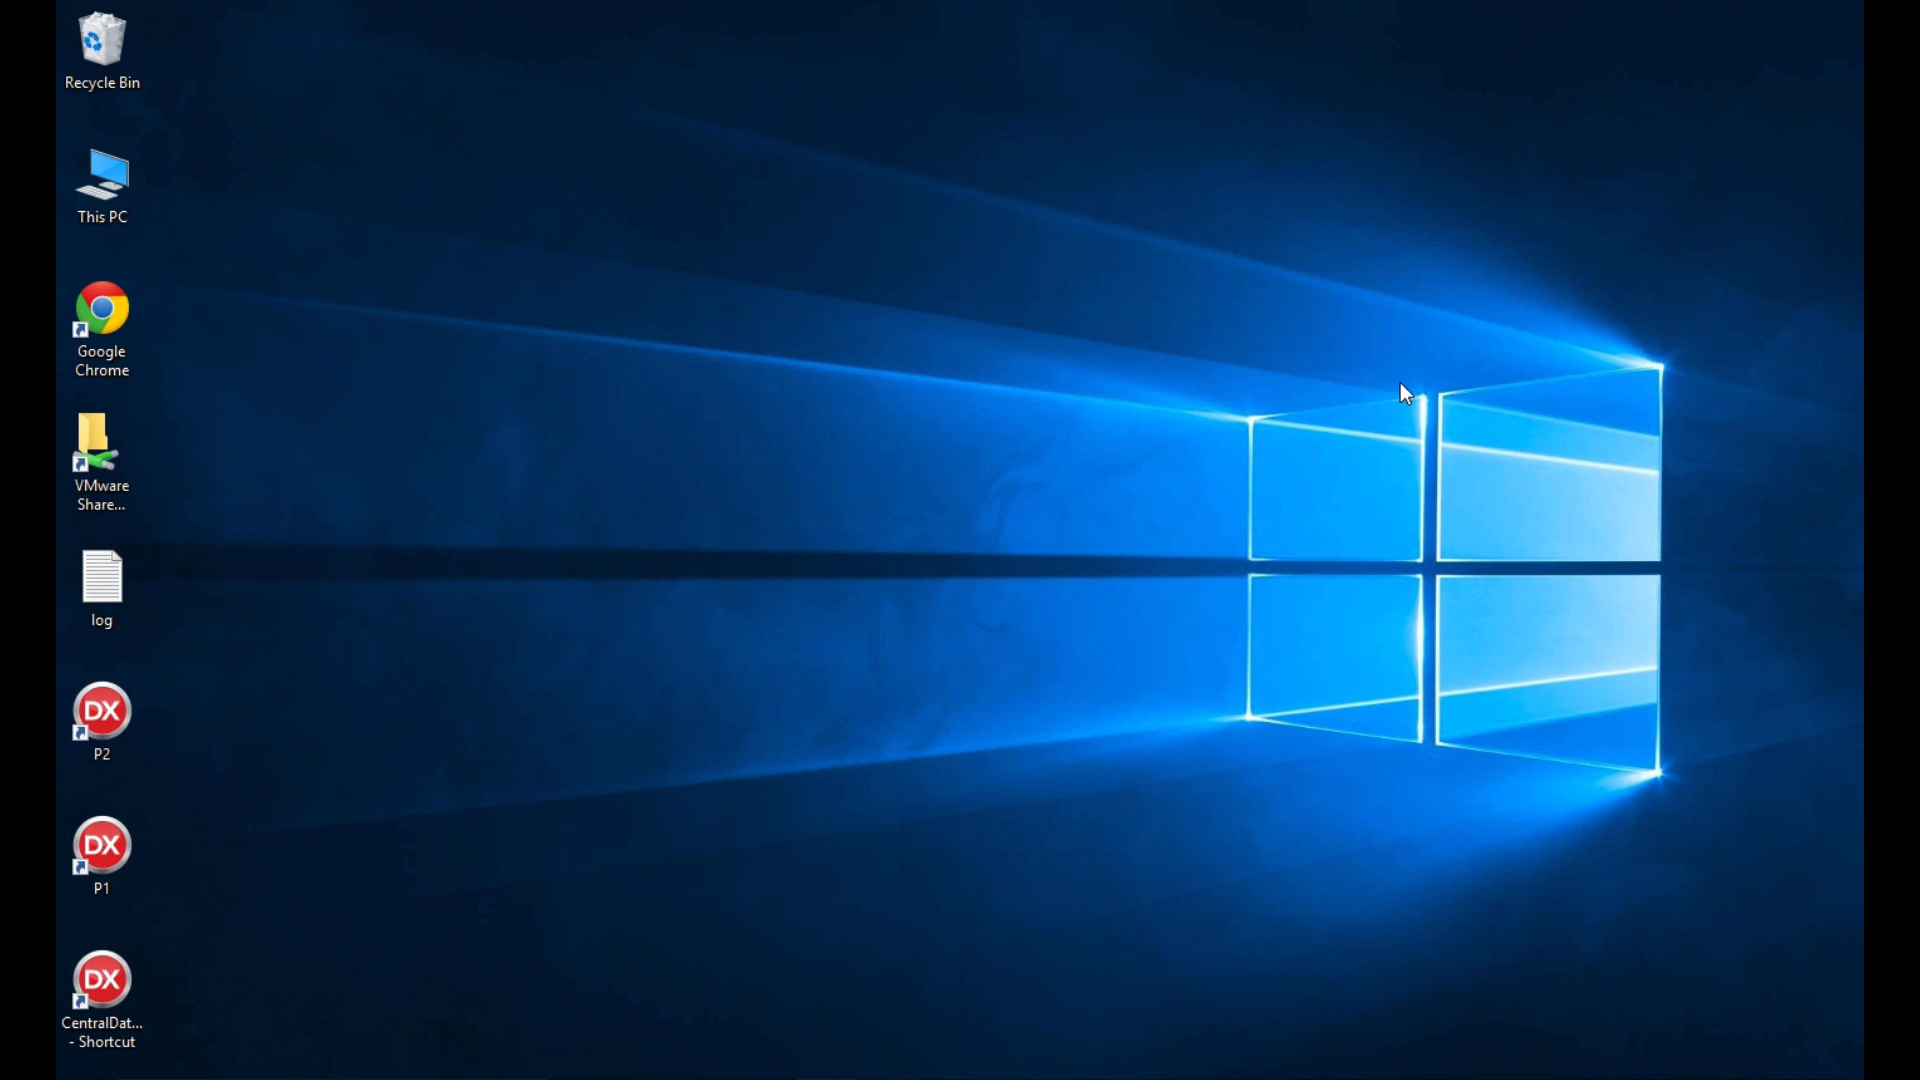 Recycle Bin
This PC
Google
Chrome
VMware
Share...
log
DX
P2
DX
P1
DX
CentralDat...
- Shortcut